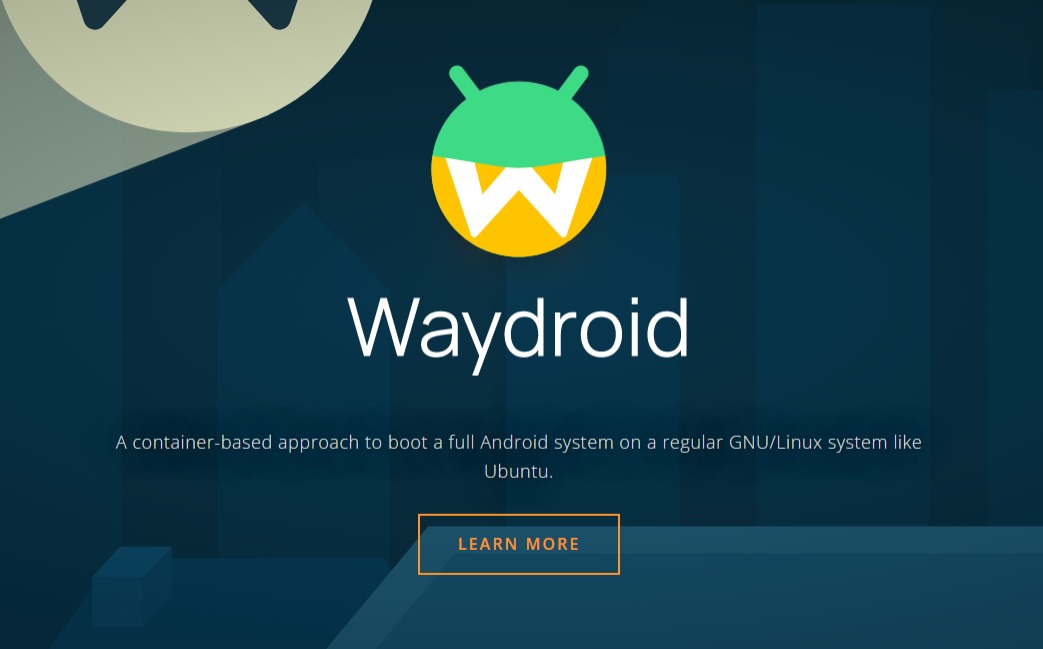 Waydroid
A container-based approach to boot a full Android system on a regular GNU/Linux system like
Ubuntu.
LEARN MORE